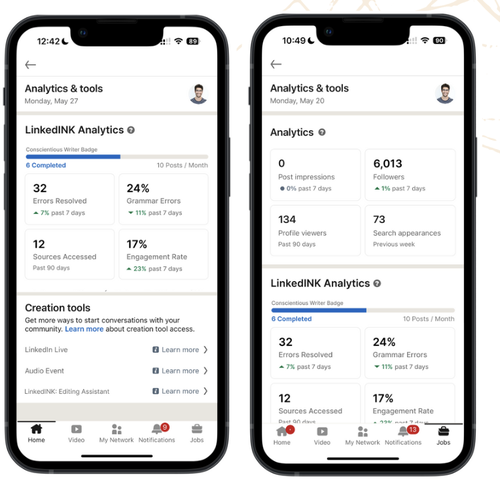 12:42
89
Analytics & tools
Monday, May 27
LinkedINK Analytics
Conscientious Writer Badge
6 Completed 10 Posts / Month
32 24%
Errors Resolved Grammar Errors
7% past 7 days 11% past 7 days
12 17%
Sources Accessed Engagement Rate
Past 90 days 23% past 7 days
Creation tools
Get more ways to start conversations with your
community. Learn more about creation tool access.
LinkedIn Live Learn more
Audio Event Learn more
LinkedINK: Editing Assistant Learn more
8
Home Video My Network Notifications Jobs
10:49
90
Analytics & tools
Monday, May 20
Analytics
0 6,013
Post impressions Followers
0% past 7 days 1% past 7 days
134 73
Profile viewers Search appearances
Past 90 days Previous week
LinkedINK Analytics
Conscientious Writer Badge
6 Completed 10 Posts / Month
32 24%
Errors Resolved Grammar Errors
7% past 7 days 11% past 7 days
12 17%
Sources Accessed Engagement Rate
Past 90 days 23% past 7 days
13
Home Video My Network Notifications Jobs